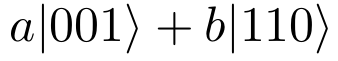 a|001⟩ + b|110⟩